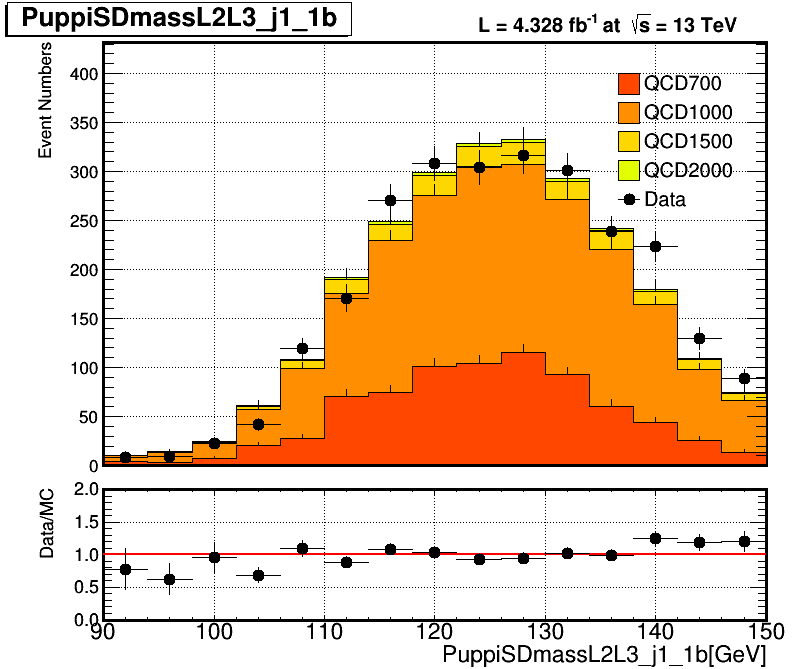 PuppiSDmassL2L3_j1_1b
L = 4.328 fb⁻¹ at √s = 13 TeV
Event Numbers
400
350
300
250
200
150
100
50
0
QCD700
QCD1000
QCD1500
QCD2000
Data
Data/MC
2.0
1.5
1.0
0.5
0.0
90 100 110 120 130 140 150
PuppiSDmassL2L3_j1_1b[GeV]